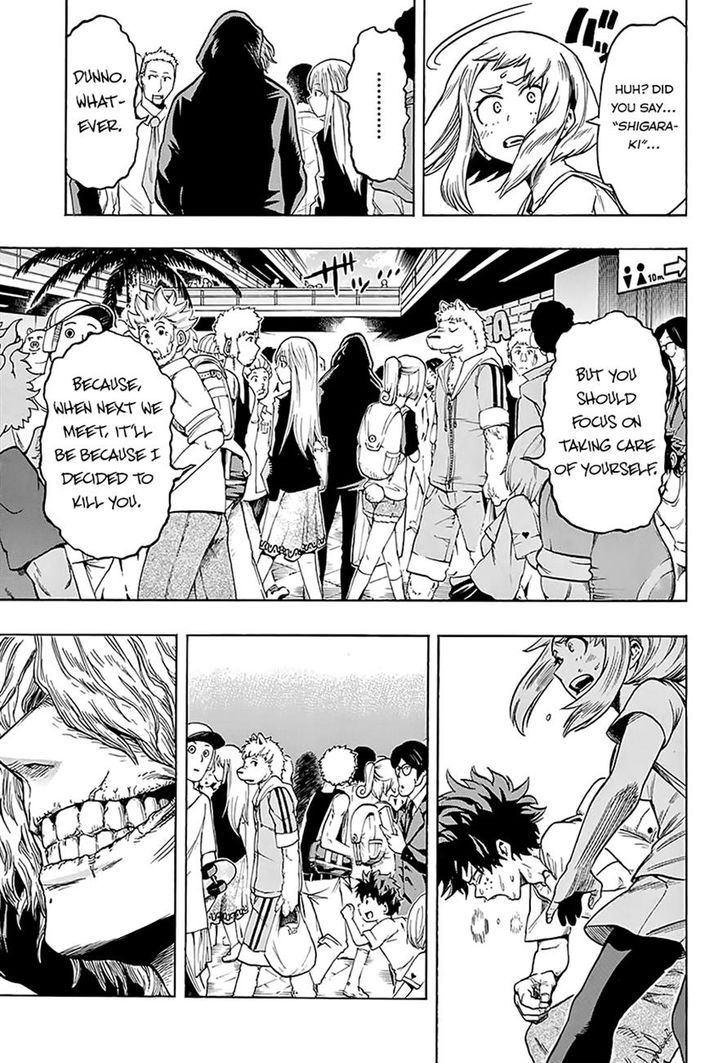 HUH? DID
YOU SAY...
"SHIGARA-
KI"...
.........
DUNNO.
WHAT-
EVER.
10m
BUT YOU
SHOULD
FOCUS ON
TAKING CARE
OF YOURSELF.
BECAUSE,
WHEN NEXT WE
MEET, IT'LL
BE BECAUSE I
DECIDED TO
KILL YOU.